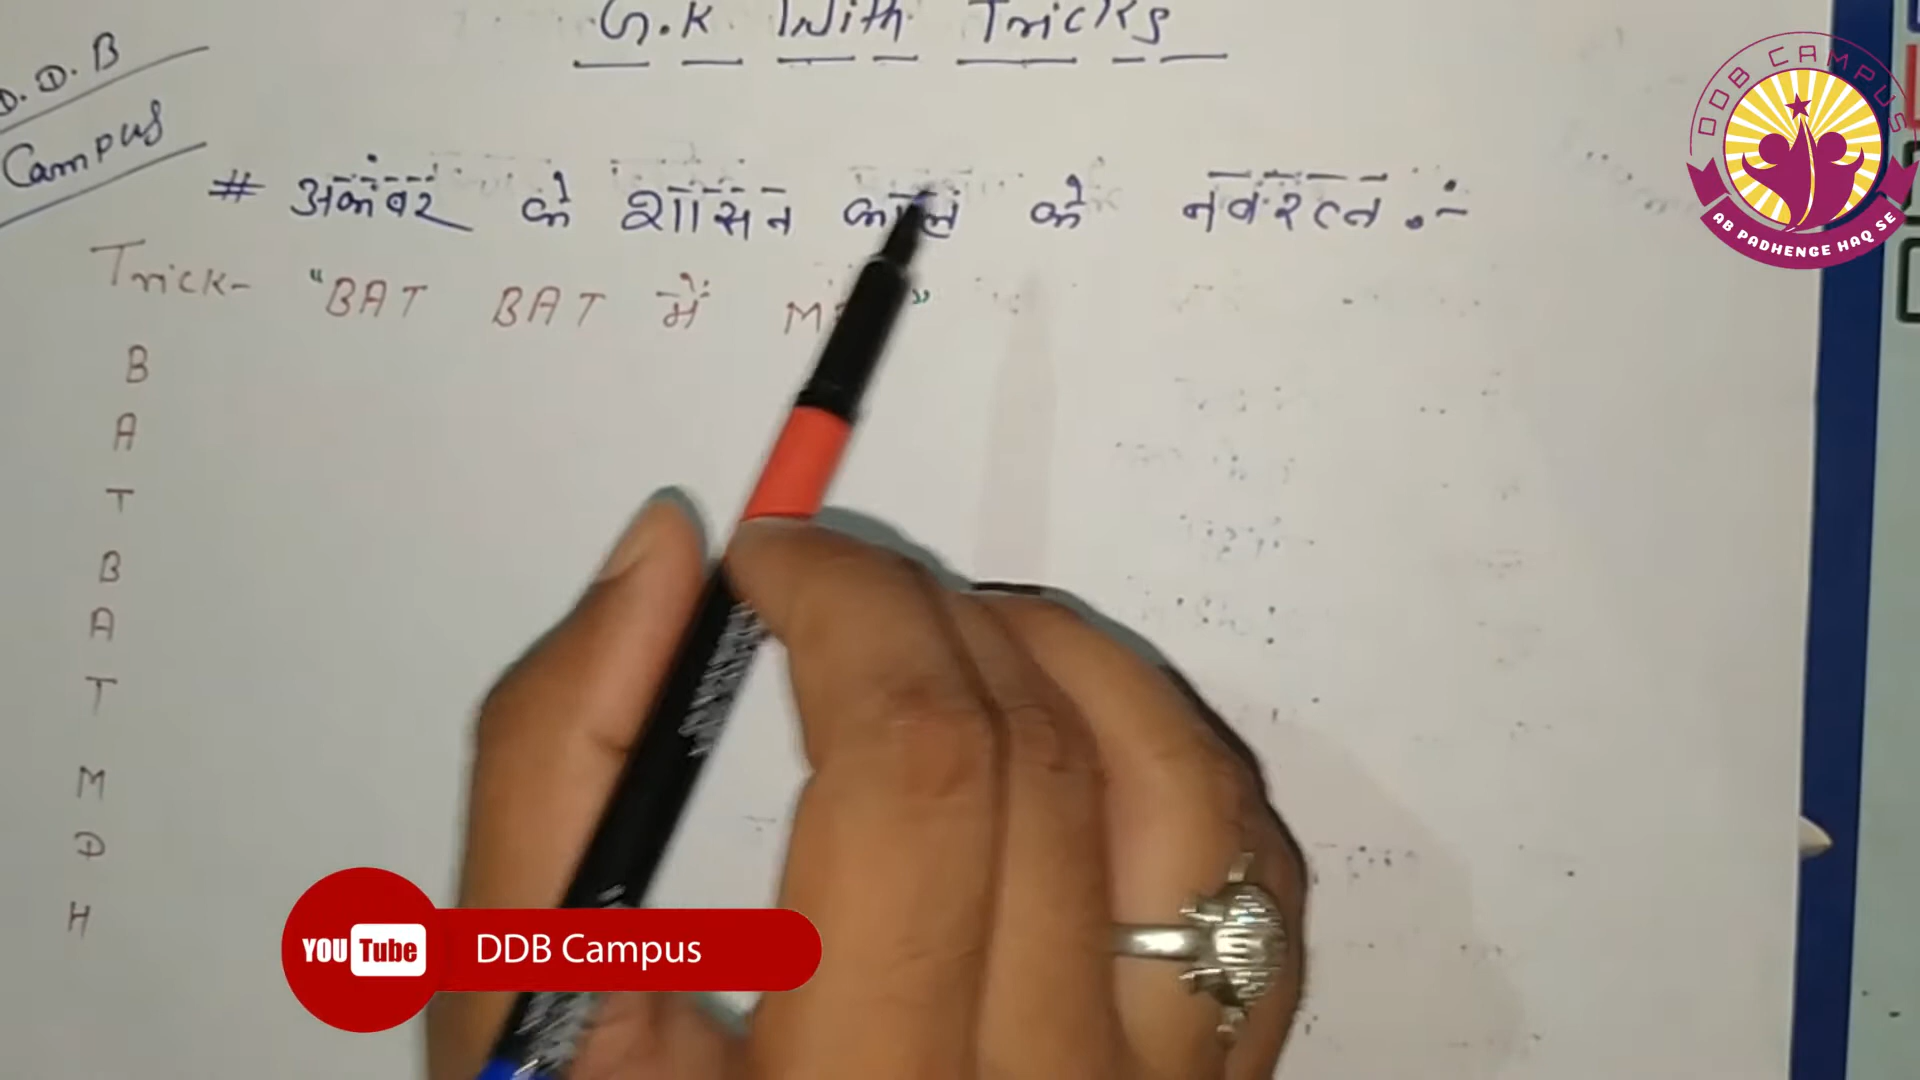 G.K With Tricks
D.D.B
Campus
# अकबर के शासन काल के नवरत्न :-
Trick- "BAT BAT में "
B
A
T
B
A
T
M
D
H
DDB CAMPUS
AB PADHENGE HAQ SE
YOU Tube DDB Campus